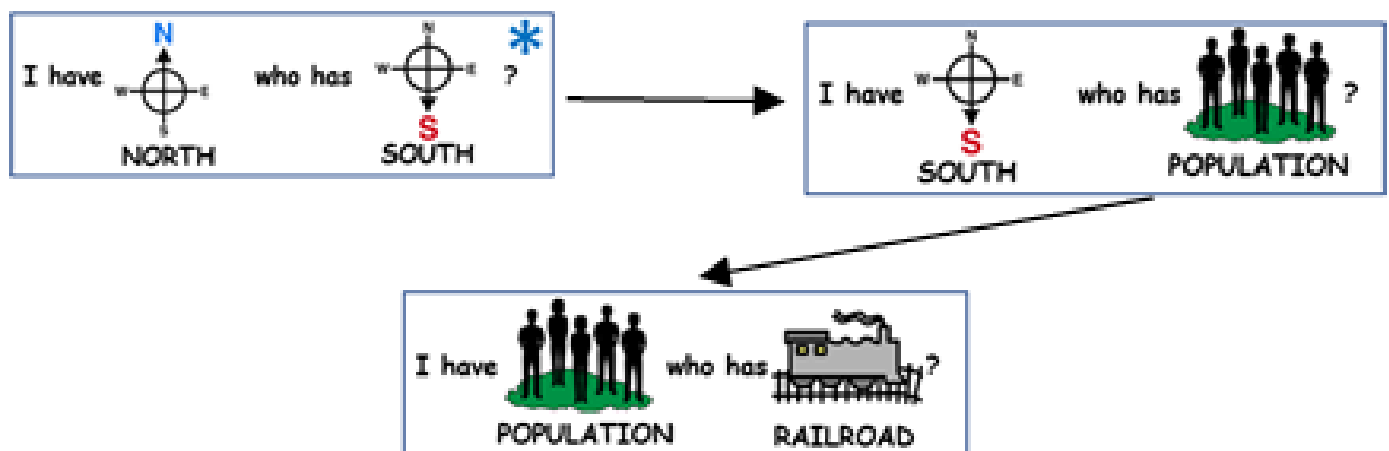 N
I have W E who has N W E ? *
S
NORTH S SOUTH
I have N W E who has ?
S
SOUTH POPULATION
I have who has ?
POPULATION RAILROAD